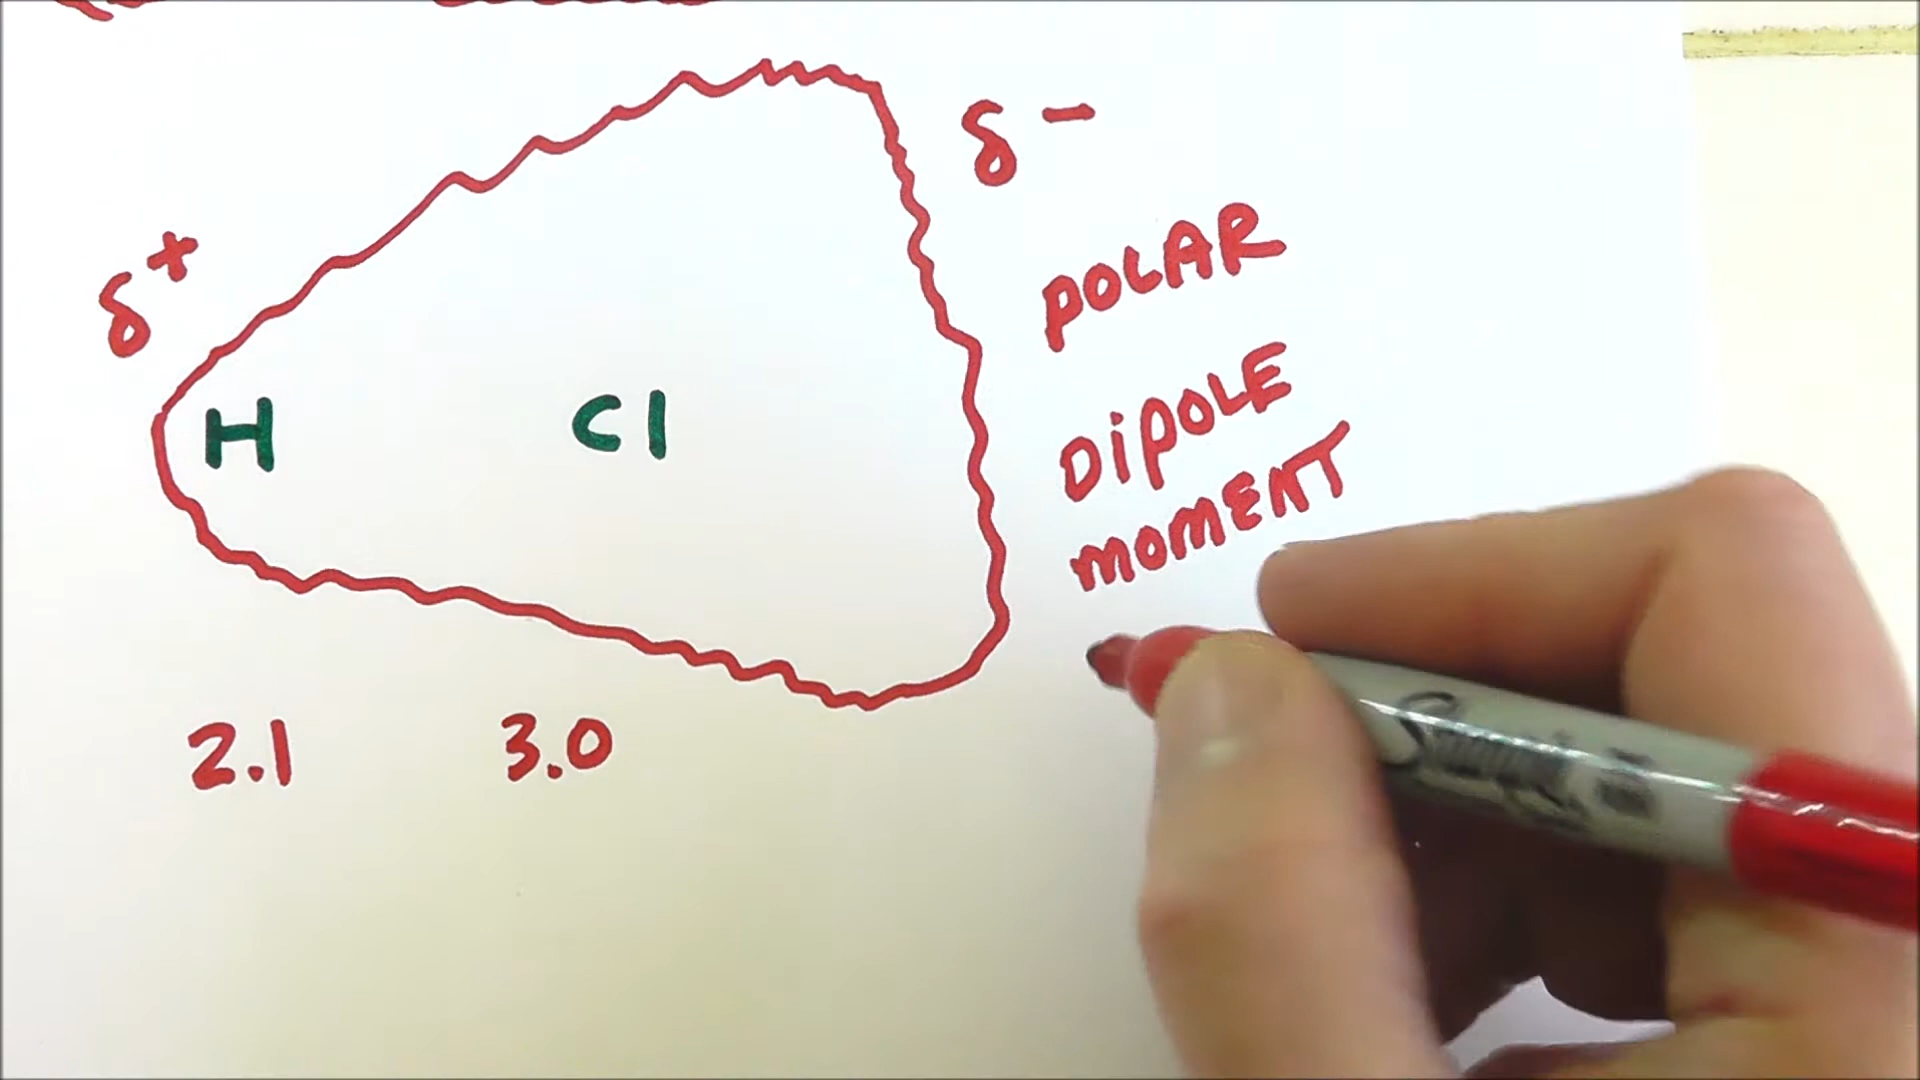 δ+
δ-
H Cl
POLAR
DipOLE
mOmENT
2.1 3.0